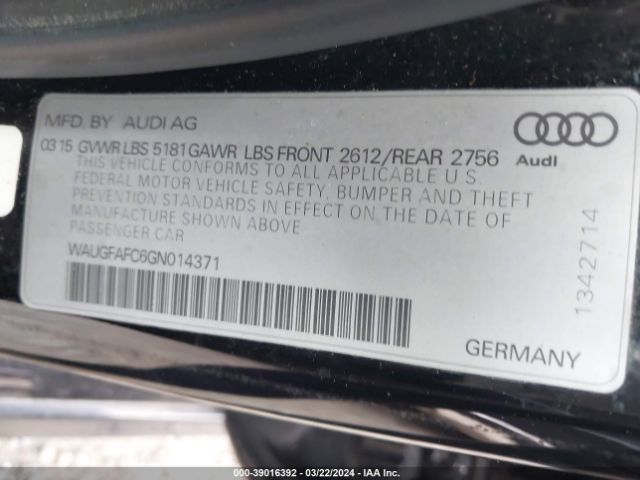 MFD. BY AUDI AG
0315 GVWR LBS 5181 GAWR LBS FRONT 2612/REAR 2756
THIS VEHICLE CONFORMS TO ALL APPLICABLE U S
FEDERAL MOTOR VEHICLE SAFETY, BUMPER AND THEFT
PREVENTION STANDARDS IN EFFECT ON THE DATE OF
MANUFACTURE SHOWN ABOVE
PASSENGER CAR
WAUGFAFC6GN014371
Audi
1342714
GERMANY
000-39016392 - 03/22/2024 - IAA Inc.